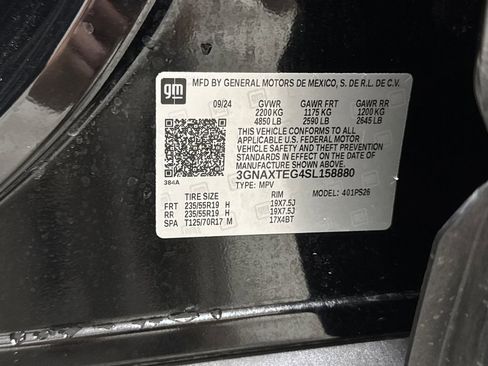 gm
MFD BY GENERAL MOTORS DE MEXICO, S. DE R.L. DE C.V.
09/24 GVWR GAWR FRT GAWR RR
2200 KG 1175 KG 1200 KG
4850 LB 2590 LB 2645 LB
THIS VEHICLE CONFORMS TO ALL
APPLICABLE U.S. FEDERAL MOTOR
VEHICLE SAFETY AND THEFT
PREVENTION STANDARDS IN EFFECT
ON THE DATE OF MANUFACTURE
SHOWN ABOVE.
3GNAXTEG4SL158880
TYPE: MPV MODEL: 401PS26
384A
TIRE SIZE RIM
FRT 235/55R19 H 19X7.5J
RR 235/55R19 H 19X7.5J
SPA T125/70R17 M 17X4BT